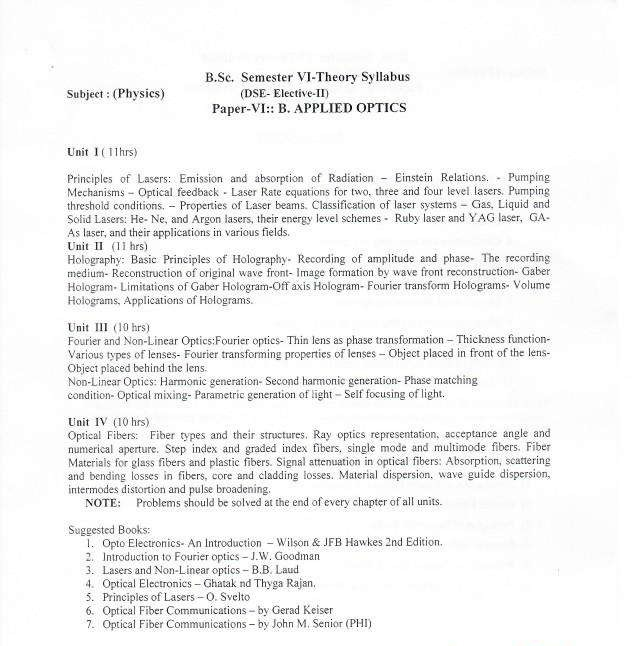 B.Sc. Semester VI-Theory Syllabus
Subject : (Physics) (DSE- Elective-II)
Paper-VI:: B. APPLIED OPTICS
Unit I ( 11hrs)
Principles of Lasers: Emission and absorption of Radiation – Einstein Relations. - Pumping
Mechanisms – Optical feedback - Laser Rate equations for two, three and four level lasers. Pumping
threshold conditions. – Properties of Laser beams. Classification of laser systems – Gas, Liquid and
Solid Lasers: He- Ne, and Argon lasers, their energy level schemes - Ruby laser and YAG laser, GA-
As laser, and their applications in various fields.
Unit II (11 hrs)
Holography: Basic Principles of Holography- Recording of amplitude and phase- The recording
medium- Reconstruction of original wave front- Image formation by wave front reconstruction- Gaber
Hologram- Limitations of Gaber Hologram-Off axis Hologram- Fourier transform Holograms- Volume
Holograms, Applications of Holograms.
Unit III (10 hrs)
Fourier and Non-Linear Optics:Fourier optics- Thin lens as phase transformation – Thickness function-
Various types of lenses- Fourier transforming properties of lenses – Object placed in front of the lens-
Object placed behind the lens.
Non-Linear Optics: Harmonic generation- Second harmonic generation- Phase matching
condition- Optical mixing- Parametric generation of light – Self focusing of light.
Unit IV (10 hrs)
Optical Fibers: Fiber types and their structures. Ray optics representation, acceptance angle and
numerical aperture. Step index and graded index fibers, single mode and multimode fibers. Fiber
Materials for glass fibers and plastic fibers. Signal attenuation in optical fibers: Absorption, scattering
and bending losses in fibers, core and cladding losses. Material dispersion, wave guide dispersion,
intermodes distortion and pulse broadening.
NOTE: Problems should be solved at the end of every chapter of all units.
Suggested Books:
1. Opto Electronics- An Introduction – Wilson & JFB Hawkes 2nd Edition.
2. Introduction to Fourier optics – J.W. Goodman
3. Lasers and Non-Linear optics – B.B. Laud
4. Optical Electronics – Ghatak nd Thyga Rajan.
5. Principles of Lasers – O. Svelto
6. Optical Fiber Communications – by Gerad Keiser
7. Optical Fiber Communications – by John M. Senior (PHI)